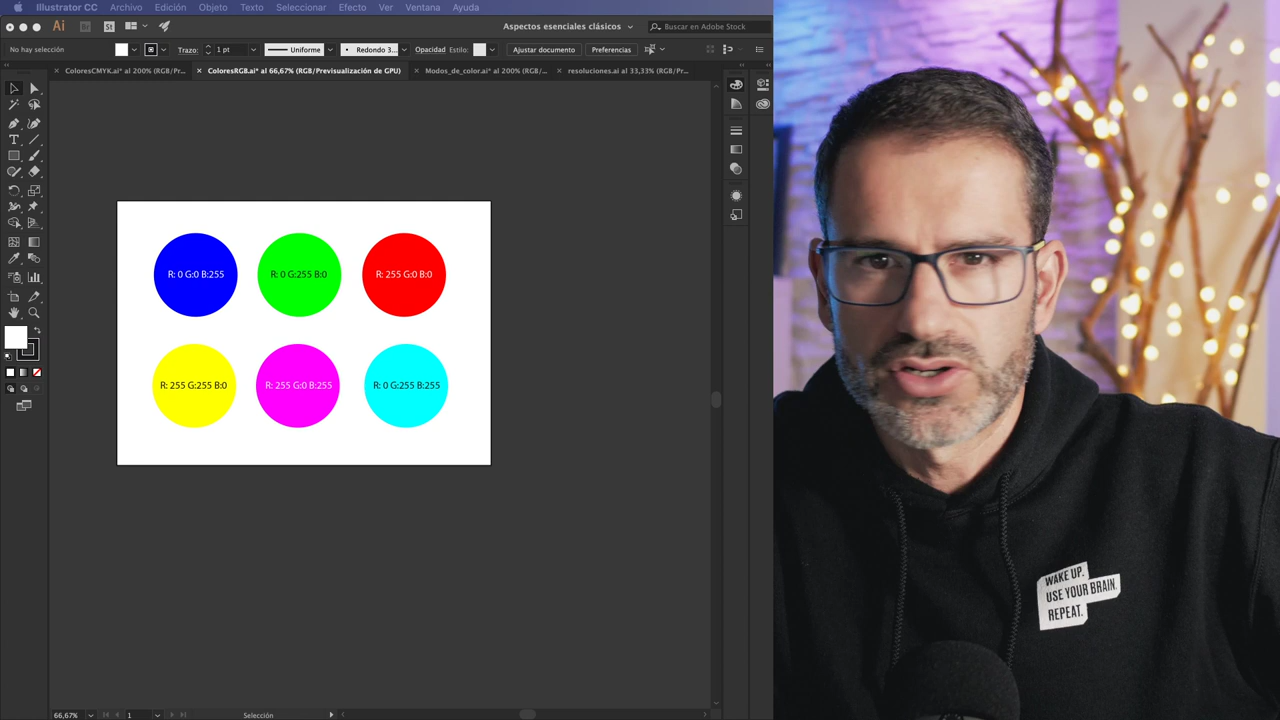 Illustrator CC Archivo Edición Objeto Texto Seleccionar Efecto Ver Ventana Ayuda
Ai Br St Aspectos esenciales clásicos Buscar en Adobe Stock
No hay selección Trazo: 1 pt Uniforme Redondo 3... Opacidad Estilo: Ajustar documento Preferencias
ColoresCMYK.ai* al 200% (RGB/Pr... ColoresRGB.ai* al 66,67% (RGB/Previsualización de GPU) Modos_de_color.ai* al 200% (RGB/... resoluciones.ai al 33,33% (RGB/Pr...
R: 0 G:0 B:255 R: 0 G:255 B:0 R: 255 G:0 B:0
R: 255 G:255 B:0 R: 255 G:0 B:255 R: 0 G:255 B:255
66,67% 1 Selección
WAKE UP.
USE YOUR BRAIN.
REPEAT.